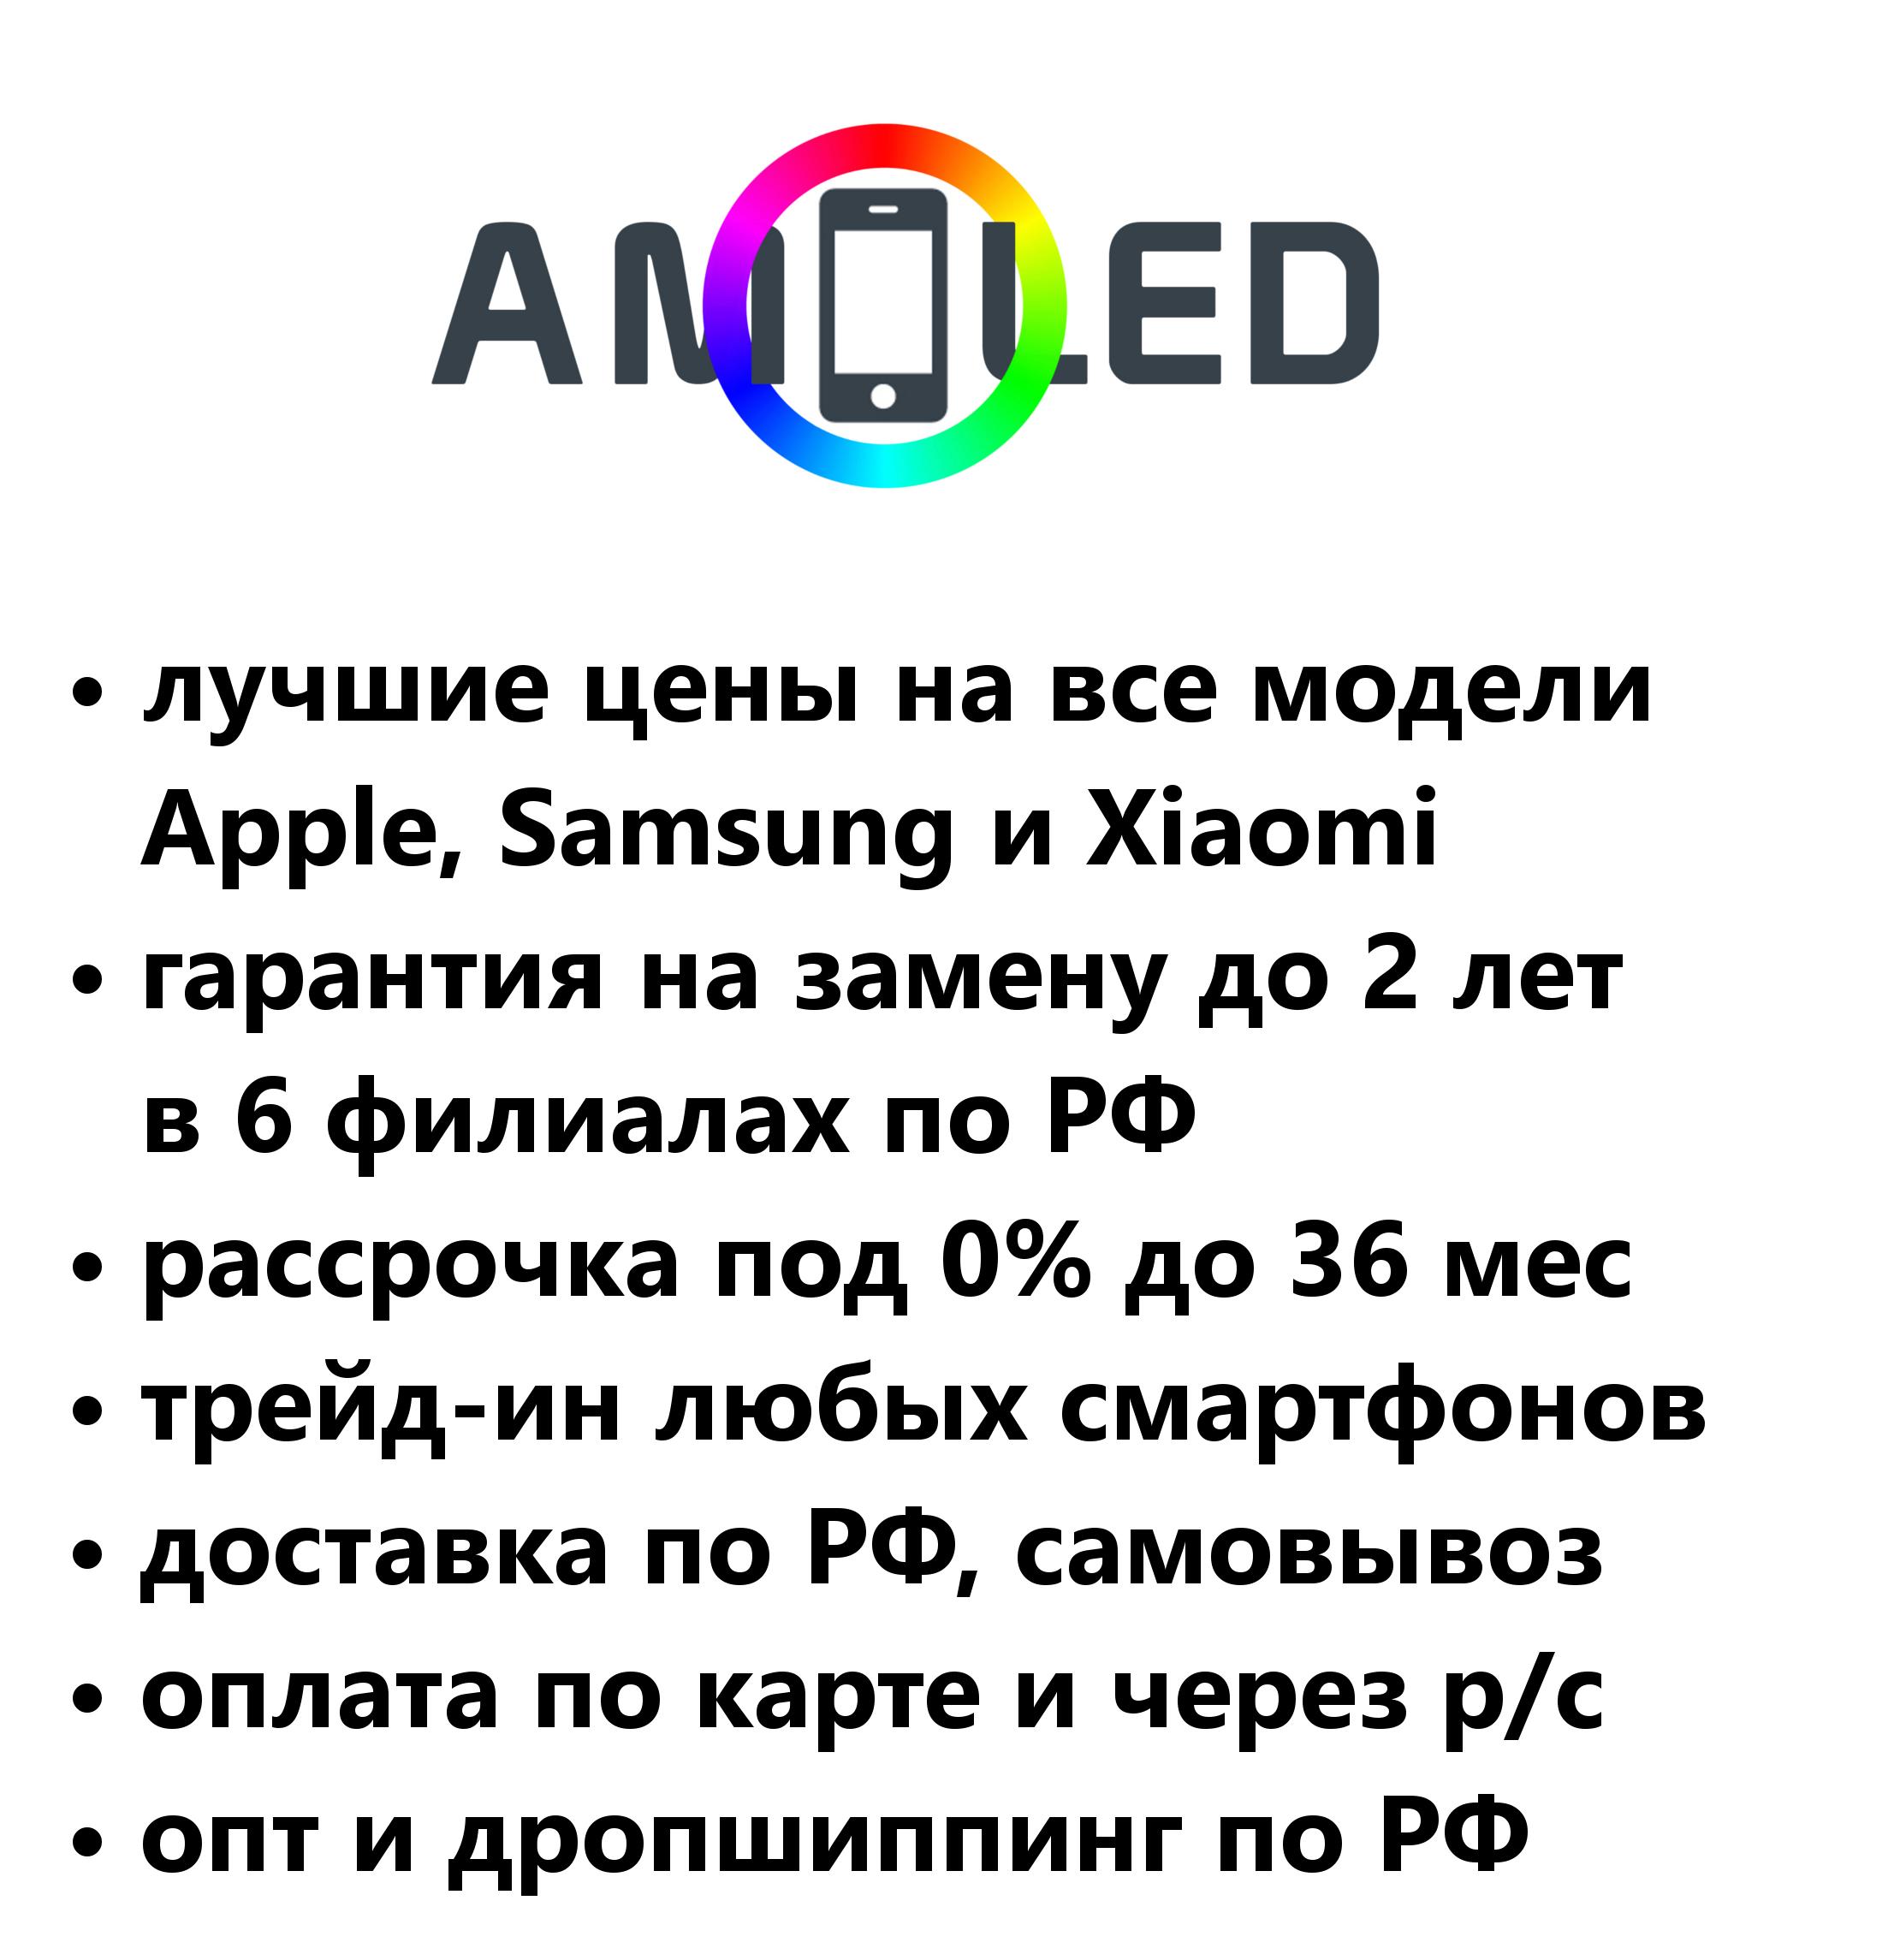 AMOLED
• лучшие цены на все модели
Apple, Samsung и Xiaomi
• гарантия на замену до 2 лет
в 6 филиалах по РФ
• рассрочка под 0% до 36 мес
• трейд-ин любых смартфонов
• доставка по РФ, самовывоз
• оплата по карте и через р/с
• опт и дропшиппинг по РФ